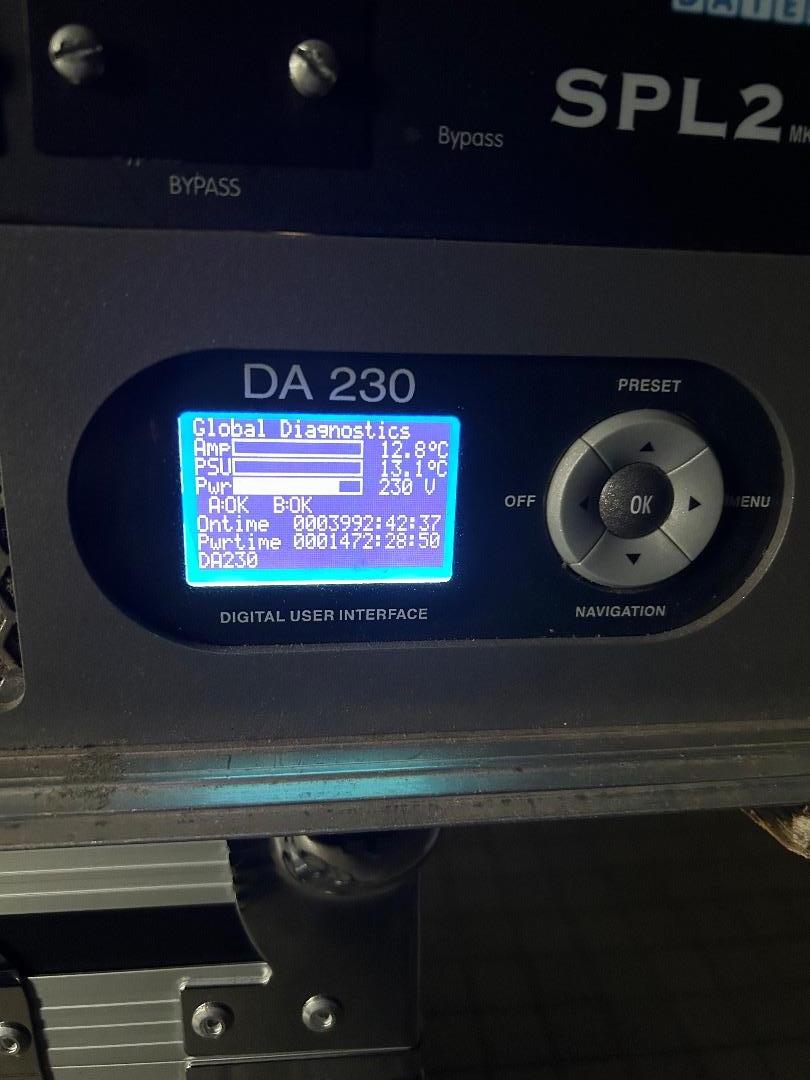 SPL2
Bypass
BYPASS
DA 230
PRESET
Global Diagnostics
Amp 12.8°C
PSU 13.1°C
Pwr 230 V
OFF OK MENU
A:OK B:OK
Ontime 0003992:42:37
Pwrtime 0001472:28:50
DA230
DIGITAL USER INTERFACE
NAVIGATION